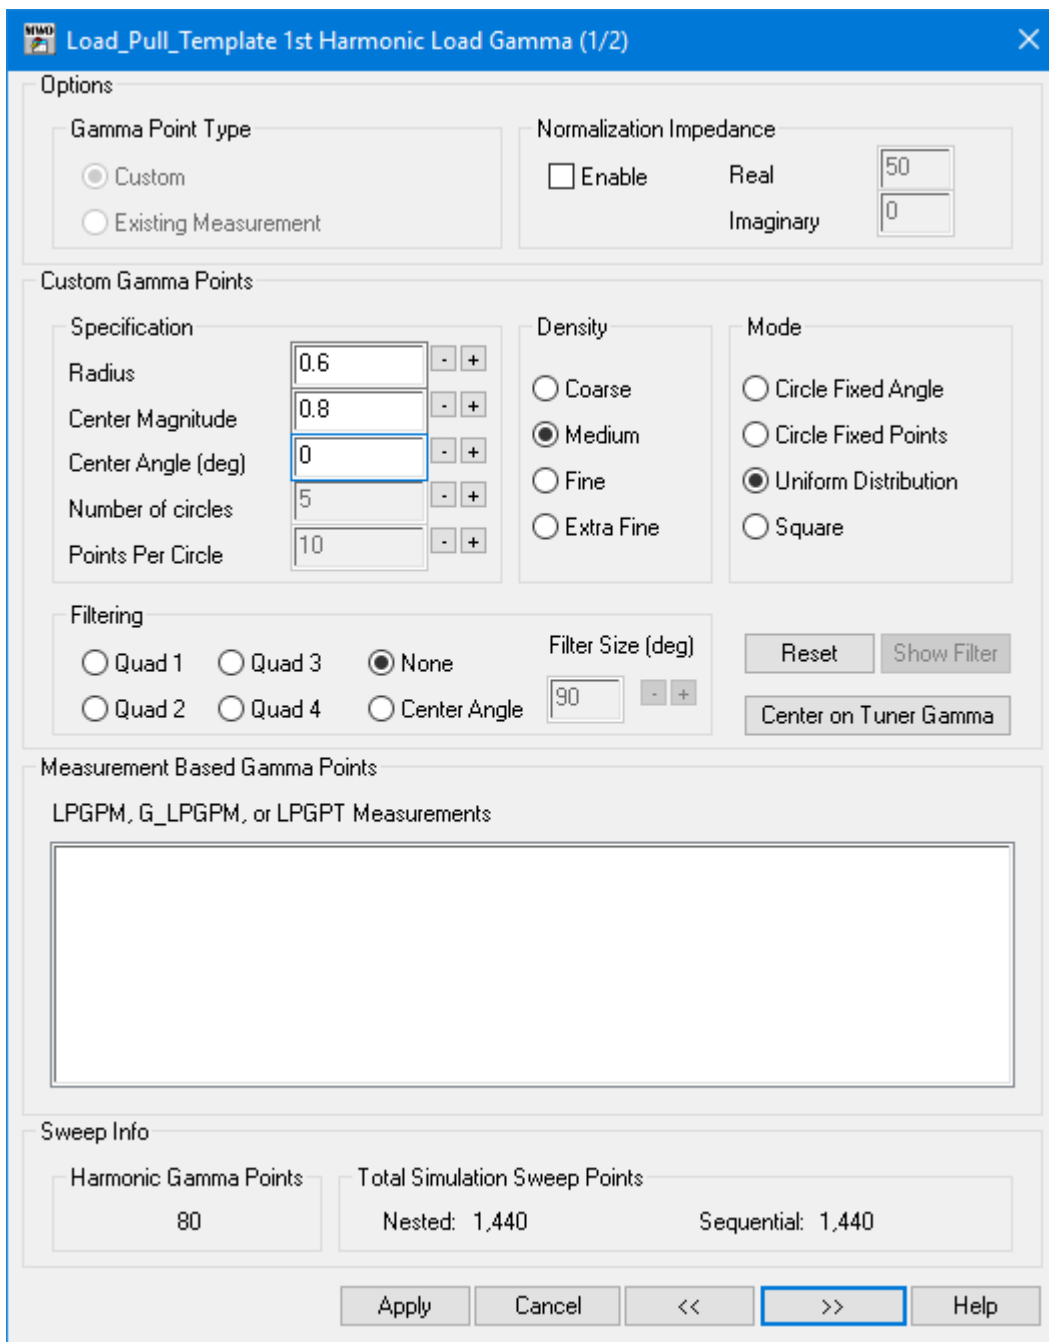 MWO
Load_Pull_Template 1st Harmonic Load Gamma (1/2)
Options
Gamma Point Type
Custom
Existing Measurement
Normalization Impedance
Enable
Real 50
Imaginary 0
Custom Gamma Points
Specification
Radius 0.6 - +
Center Magnitude 0.8 - +
Center Angle (deg) 0 - +
Number of circles 5 - +
Points Per Circle 10 - +
Density
Coarse
Medium
Fine
Extra Fine
Mode
Circle Fixed Angle
Circle Fixed Points
Uniform Distribution
Square
Filtering
Quad 1 Quad 3 None
Quad 2 Quad 4 Center Angle
Filter Size (deg)
90 - +
Reset Show Filter
Center on Tuner Gamma
Measurement Based Gamma Points
LPGPM, G_LPGPM, or LPGPT Measurements
Sweep Info
Harmonic Gamma Points
80
Total Simulation Sweep Points
Nested: 1,440 Sequential: 1,440
Apply Cancel << >> Help